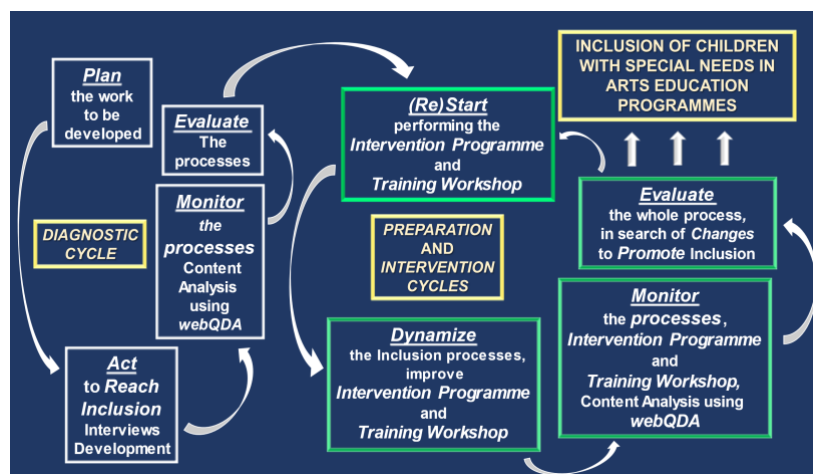 Plan
the work
to be
developed
Evaluate
The
processes
Monitor
the
processes
Content
Analysis
using
webQDA
DIAGNOSTIC
CYCLE
Act
to Reach
Inclusion
Interviews
Development
(Re)Start
performing the
Intervention Programme
and
Training Workshop
PREPARATION
AND
INTERVENTION
CYCLES
Dynamize
the Inclusion processes,
improve
Intervention Programme
and
Training Workshop
INCLUSION OF CHILDREN
WITH SPECIAL NEEDS IN
ARTS EDUCATION
PROGRAMMES
Evaluate
the whole process,
in search of Changes
to Promote Inclusion
Monitor
the processes,
Intervention Programme
and
Training Workshop,
Content Analysis using
webQDA